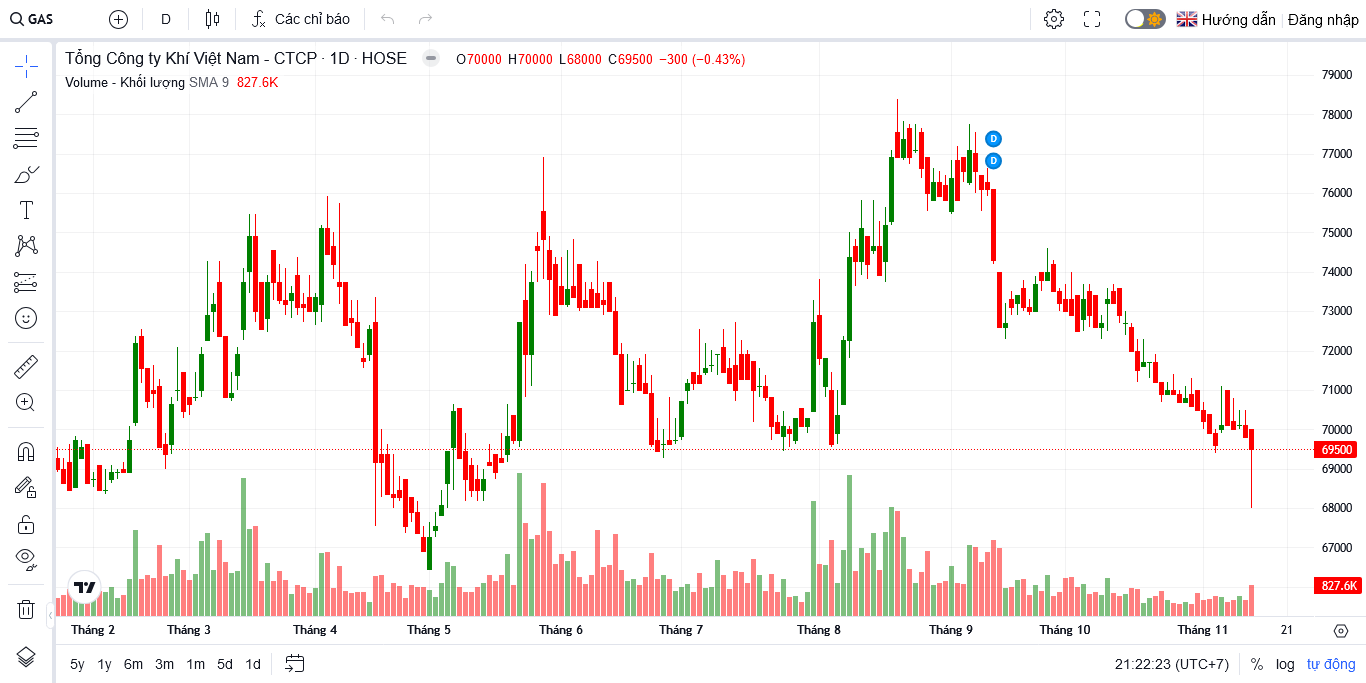 GAS D Các chỉ báo Hướng dẫn Đăng nhập
Tổng Công ty Khí Việt Nam - CTCP · 1D · HOSE O70000 H70000 L68000 C69500 −300 (−0.43%)
Volume - Khối lượng SMA 9 827.6K
79000
78000
D
77000
D
76000
75000
74000
73000
72000
71000
70000
69500
69000
68000
67000
827.6K
Tháng 2 Tháng 3 Tháng 4 Tháng 5 Tháng 6 Tháng 7 Tháng 8 Tháng 9 Tháng 10 Tháng 11 21
5y 1y 6m 3m 1m 5d 1d 21:22:23 (UTC+7) % log tự động